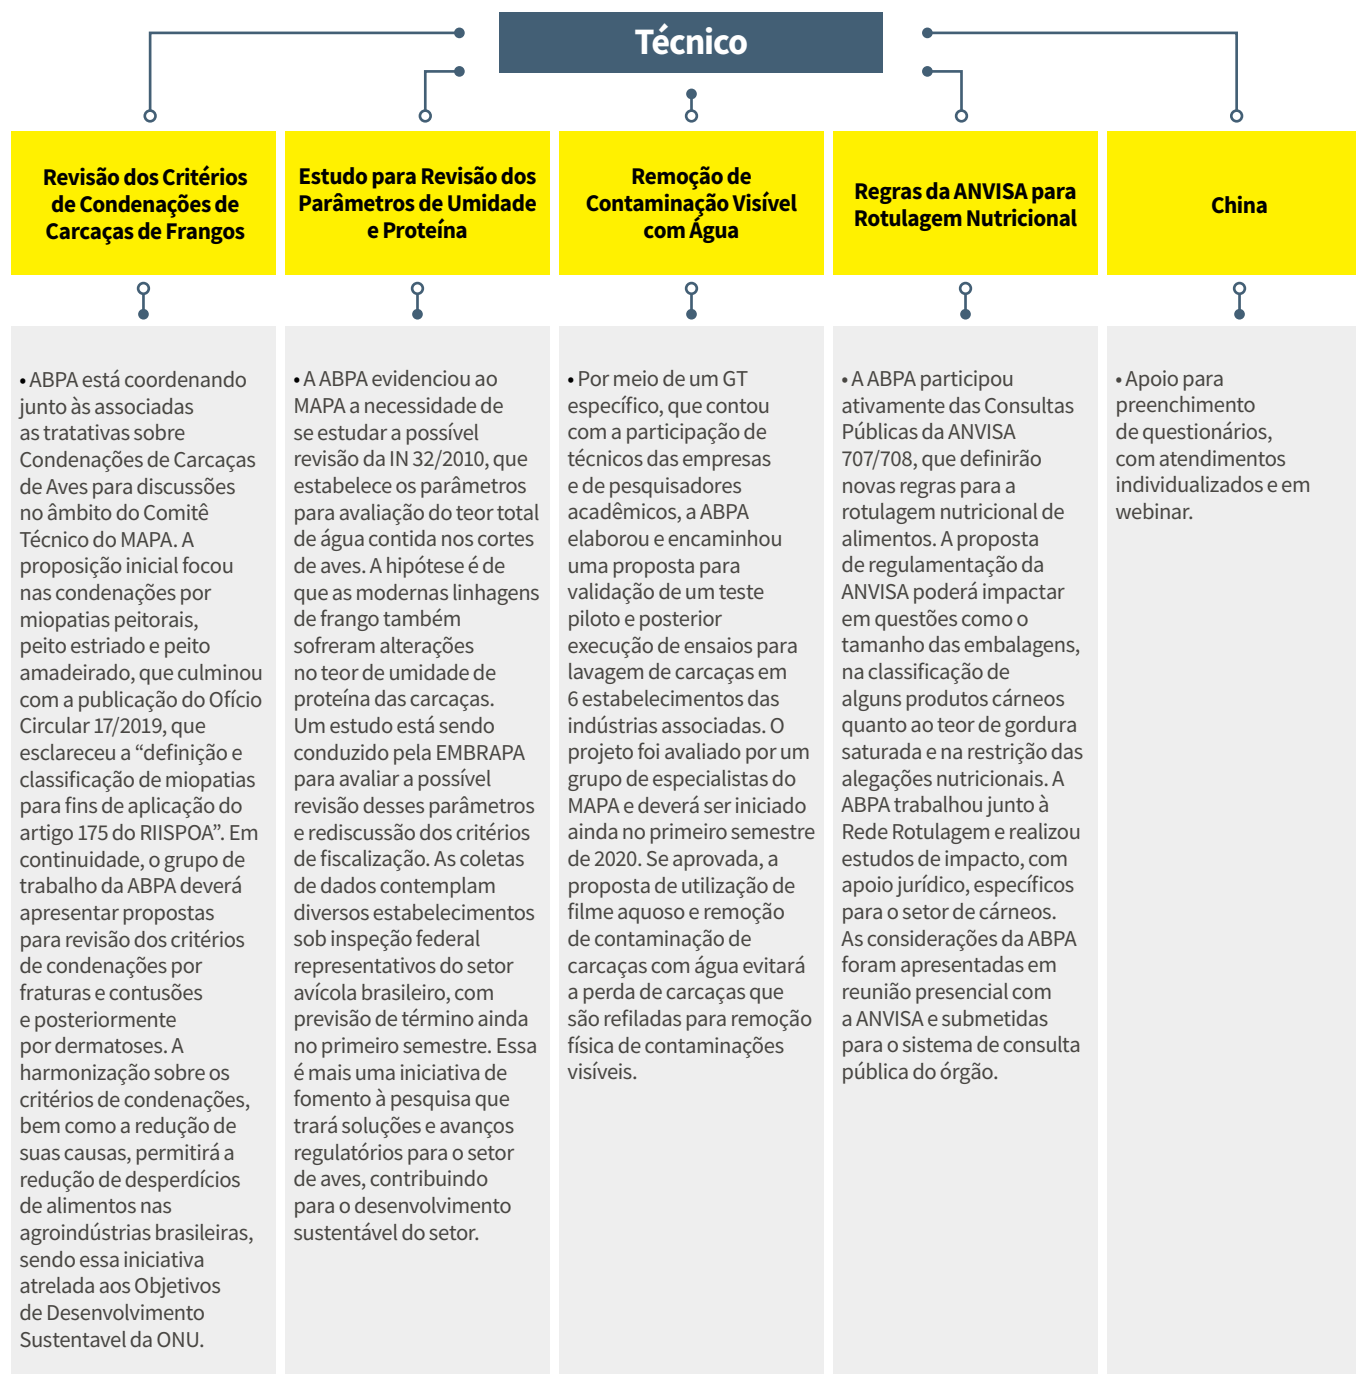 Técnico
Revisão dos Critérios
de Condenações de
Carcaças de Frangos
Estudo para Revisão dos
Parâmetros de Umidade
e Proteína
Remoção de
Contaminação Visível
com Água
Regras da ANVISA para
Rotulagem Nutricional
China
• ABPA está coordenando
junto às associadas
as tratativas sobre
Condenações de Carcaças
de Aves para discussões
no âmbito do Comitê
Técnico do MAPA. A
proposição inicial focou
nas condenações por
miopatias peitorais,
peito estriado e peito
amadeirado, que culminou
com a publicação do Ofício
Circular 17/2019, que
esclareceu a “definição e
classificação de miopatias
para fins de aplicação do
artigo 175 do RIISPOA”. Em
continuidade, o grupo de
trabalho da ABPA deverá
apresentar propostas
para revisão dos critérios
de condenações por
fraturas e contusões
e posteriormente
por dermatoses. A
harmonização sobre os
critérios de condenações,
bem como a redução de
suas causas, permitirá a
redução de desperdícios
de alimentos nas
agroindústrias brasileiras,
sendo essa iniciativa
atrelada aos Objetivos
de Desenvolvimento
Sustentavel da ONU.
• A ABPA evidenciou ao
MAPA a necessidade de
se estudar a possível
revisão da IN 32/2010, que
estabelece os parâmetros
para avaliação do teor total
de água contida nos cortes
de aves. A hipótese é de
que as modernas linhagens
de frango também
sofreram alterações
no teor de umidade de
proteína das carcaças.
Um estudo está sendo
conduzido pela EMBRAPA
para avaliar a possível
revisão desses parâmetros
e rediscussão dos critérios
de fiscalização. As coletas
de dados contemplam
diversos estabelecimentos
sob inspeção federal
representativos do setor
avícola brasileiro, com
previsão de término ainda
no primeiro semestre. Essa
é mais uma iniciativa de
fomento à pesquisa que
trará soluções e avanços
regulatórios para o setor
de aves, contribuindo
para o desenvolvimento
sustentável do setor.
• Por meio de um GT
específico, que contou
com a participação de
técnicos das empresas
e de pesquisadores
acadêmicos, a ABPA
elaborou e encaminhou
uma proposta para
validação de um teste
piloto e posterior
execução de ensaios para
lavagem de carcaças em
6 estabelecimentos das
indústrias associadas. O
projeto foi avaliado por um
grupo de especialistas do
MAPA e deverá ser iniciado
ainda no primeiro semestre
de 2020. Se aprovada, a
proposta de utilização de
filme aquoso e remoção
de contaminação de
carcaças com água evitará
a perda de carcaças que
são refiladas para remoção
física de contaminações
visíveis.
• A ABPA participou
ativamente das Consultas
Públicas da ANVISA
707/708, que definirão
novas regras para a
rotulagem nutricional de
alimentos. A proposta
de regulamentação da
ANVISA poderá impactar
em questões como o
tamanho das embalagens,
na classificação de
alguns produtos cárneos
quanto ao teor de gordura
saturada e na restrição das
alegações nutricionais. A
ABPA trabalhou junto à
Rede Rotulagem e realizou
estudos de impacto, com
apoio jurídico, específicos
para o setor de cárneos.
As considerações da ABPA
foram apresentadas em
reunião presencial com
a ANVISA e submetidas
para o sistema de consulta
pública do órgão.
• Apoio para
preenchimento
de questionários,
com atendimentos
individualizados e em
webinar.